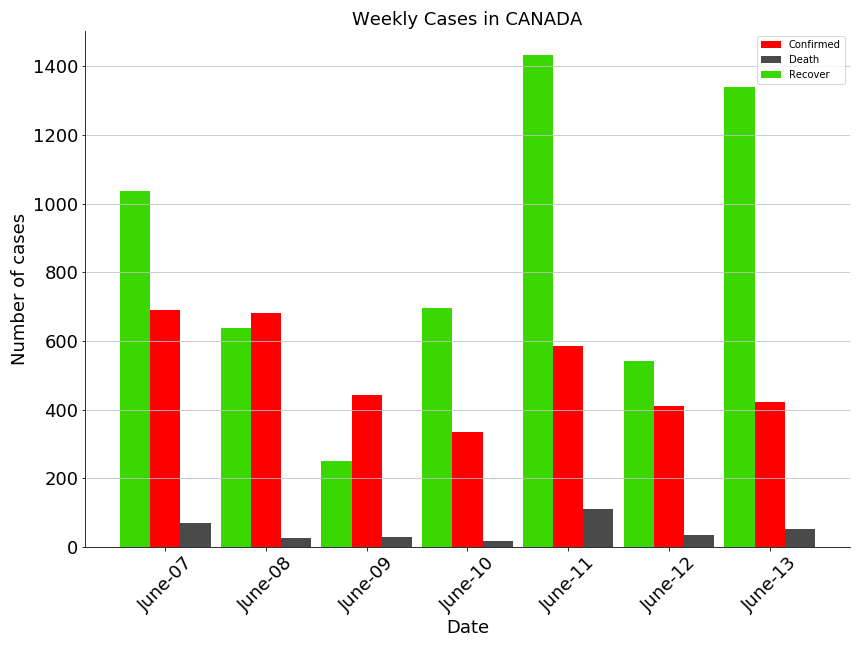 Weekly Cases in CANADA
Confirmed
Death
Recover
Number of cases
1400
1200
1000
800
600
400
200
0
June-07
June-08
June-09
June-10
June-11
June-12
June-13
Date